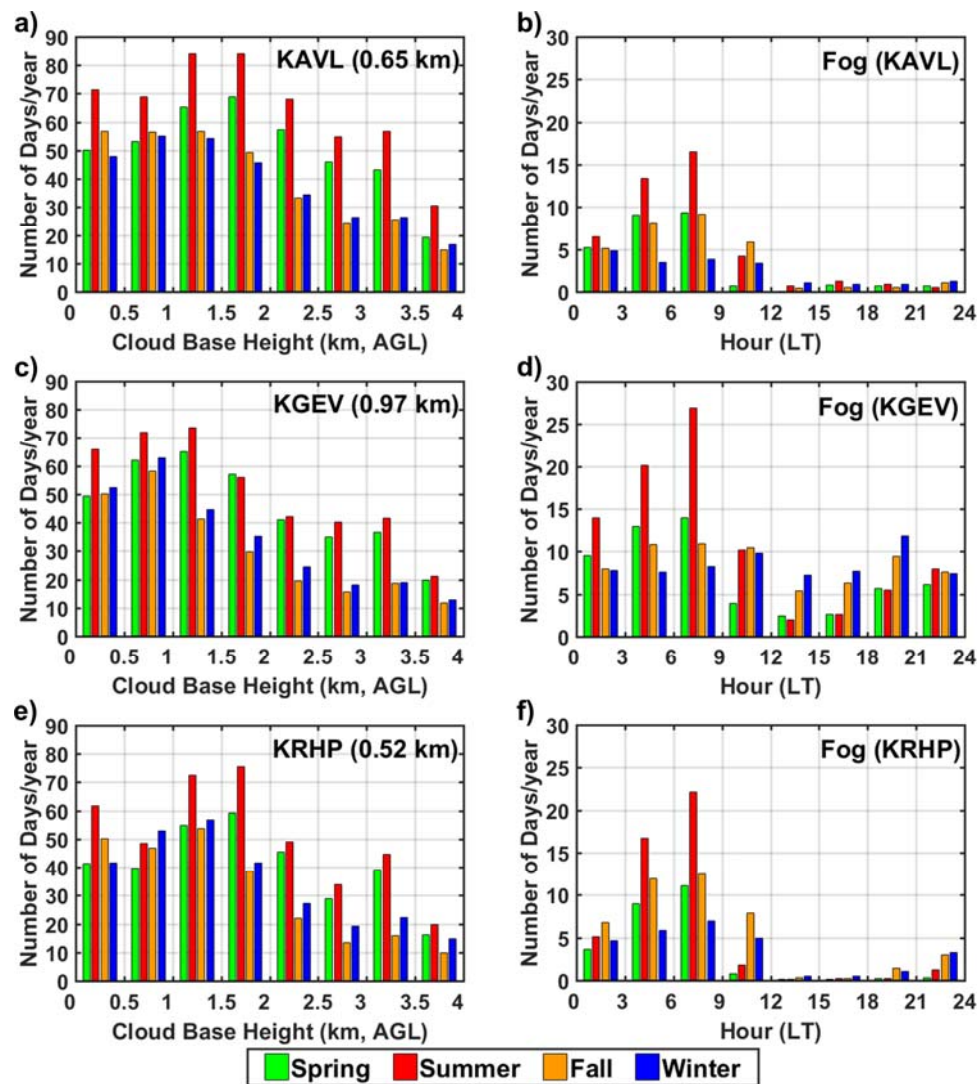 a)
KAVL (0.65 km)
Number of Days/year
90
80
70
60
50
40
30
20
10
0
0 0.5 1 1.5 2 2.5 3 3.5 4
Cloud Base Height (km, AGL)
b)
Fog (KAVL)
Number of Days/year
30
25
20
15
10
5
0
0 3 6 9 12 15 18 21 24
Hour (LT)
c)
KGEV (0.97 km)
Number of Days/year
90
80
70
60
50
40
30
20
10
0
0 0.5 1 1.5 2 2.5 3 3.5 4
Cloud Base Height (km, AGL)
d)
Fog (KGEV)
Number of Days/year
30
25
20
15
10
5
0
0 3 6 9 12 15 18 21 24
Hour (LT)
e)
KRHP (0.52 km)
Number of Days/year
90
80
70
60
50
40
30
20
10
0
0 0.5 1 1.5 2 2.5 3 3.5 4
Cloud Base Height (km, AGL)
f)
Fog (KRHP)
Number of Days/year
30
25
20
15
10
5
0
0 3 6 9 12 15 18 21 24
Hour (LT)
Spring Summer Fall Winter